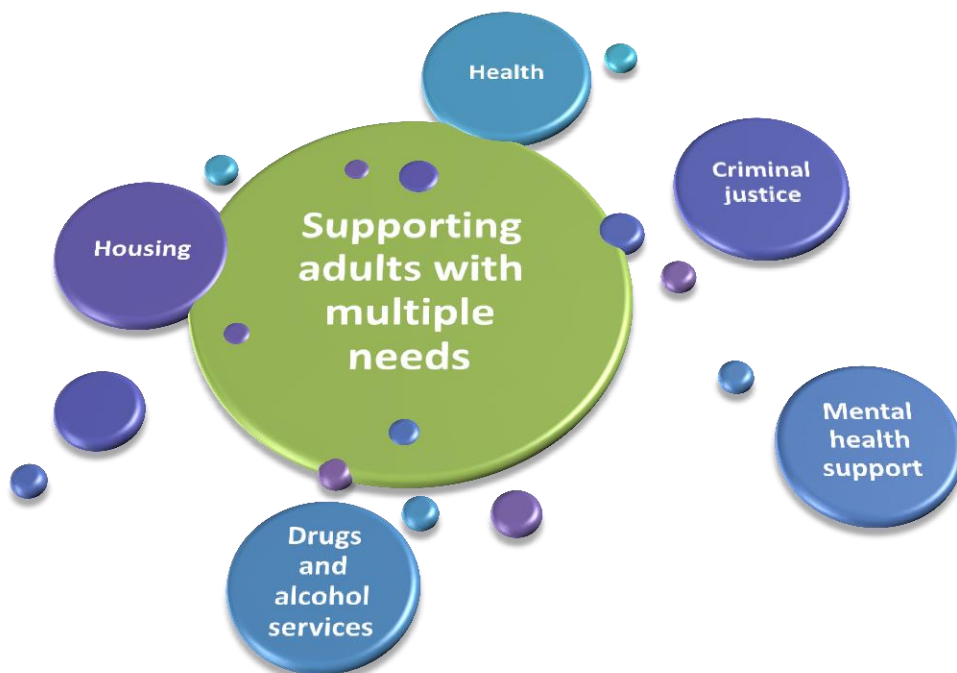 Health
Criminal
justice
Housing
Supporting
adults with
multiple
needs
Mental
health
support
Drugs
and
alcohol
services